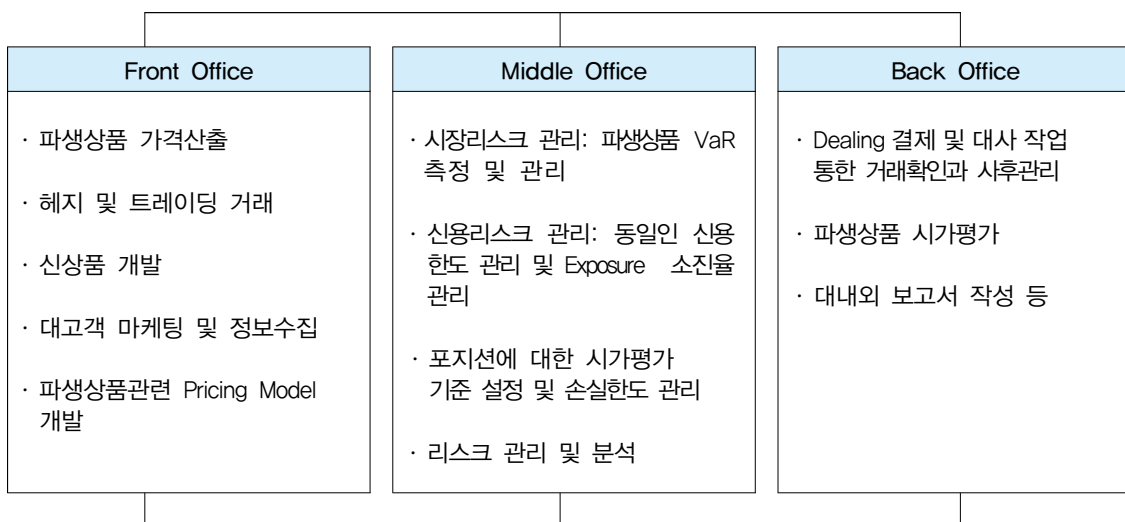 Front Office
· 파생상품 가격산출
· 헤지 및 트레이딩 거래
· 신상품 개발
· 대고객 마케팅 및 정보수집
· 파생상품관련 Pricing Model
개발
Middle Office
· 시장리스크 관리: 파생상품 VaR
측정 및 관리
· 신용리스크 관리: 동일인 신용
한도 관리 및 Exposure 소진율
관리
· 포지션에 대한 시가평가
기준 설정 및 손실한도 관리
· 리스크 관리 및 분석
Back Office
· Dealing 결제 및 대사 작업
통한 거래확인과 사후관리
· 파생상품 시가평가
· 대내외 보고서 작성 등